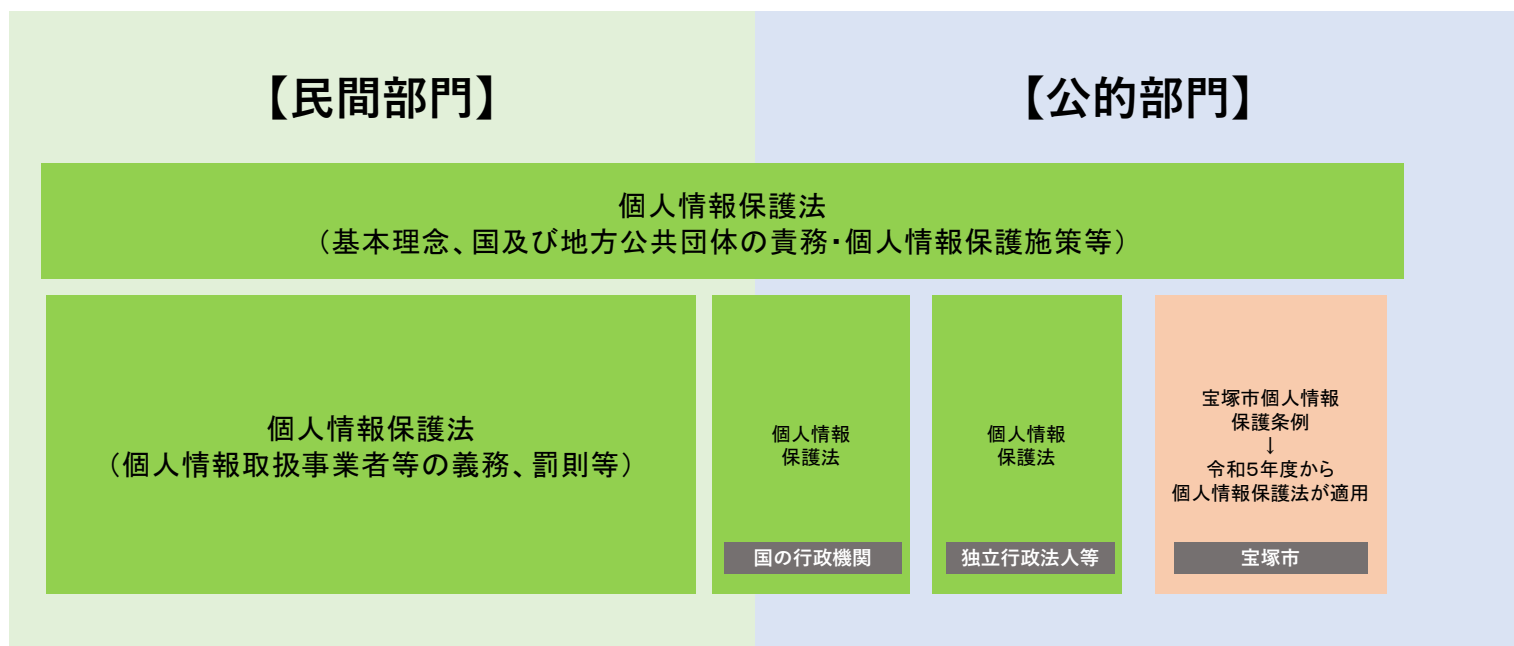 【民間部門】
【公的部門】
個人情報保護法
（基本理念、国及び地方公共団体の責務・個人情報保護施策等）
個人情報保護法
（個人情報取扱事業者等の義務、罰則等）
個人情報
保護法
国の行政機関
個人情報
保護法
独立行政法人等
宝塚市個人情報
保護条例
↓
令和5年度から
個人情報保護法が適用
宝塚市